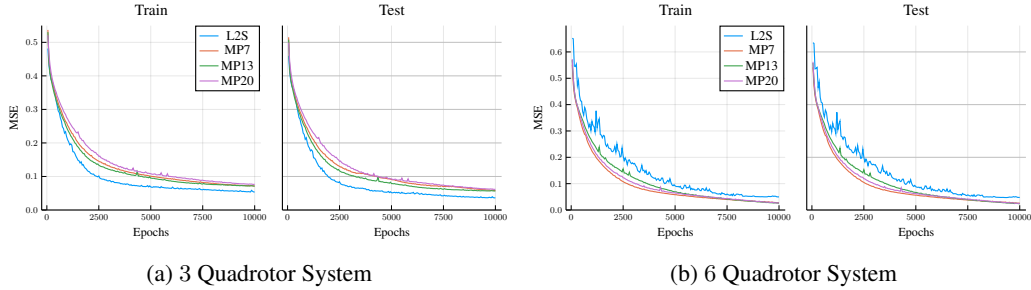 Train
Test
MSE
0.5
0.4
0.3
0.2
0.1
0.0
L2S
MP7
MP13
MP20
0
2500
5000
7500
10000
Epochs
0
2500
5000
7500
10000
Epochs
(a) 3 Quadrotor System
Train
Test
MSE
0.6
0.5
0.4
0.3
0.2
0.1
0.0
L2S
MP7
MP13
MP20
0
2500
5000
7500
10000
Epochs
0
2500
5000
7500
10000
Epochs
(b) 6 Quadrotor System